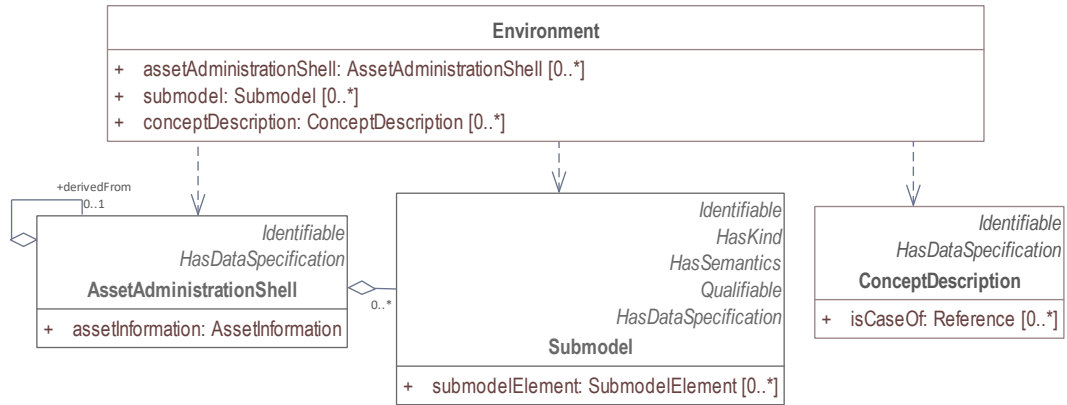 Environment
+ assetAdministrationShell: AssetAdministrationShell [0..*]
+ submodel: Submodel [0..*]
+ conceptDescription: ConceptDescription [0..*]
+derivedFrom
0..1
Identifiable
HasDataSpecification
AssetAdministrationShell
+ assetInformation: AssetInformation
0..*
Identifiable
HasKind
HasSemantics
Qualifiable
HasDataSpecification
Submodel
+ submodelElement: SubmodelElement [0..*]
Identifiable
HasDataSpecification
ConceptDescription
+ isCaseOf: Reference [0..*]